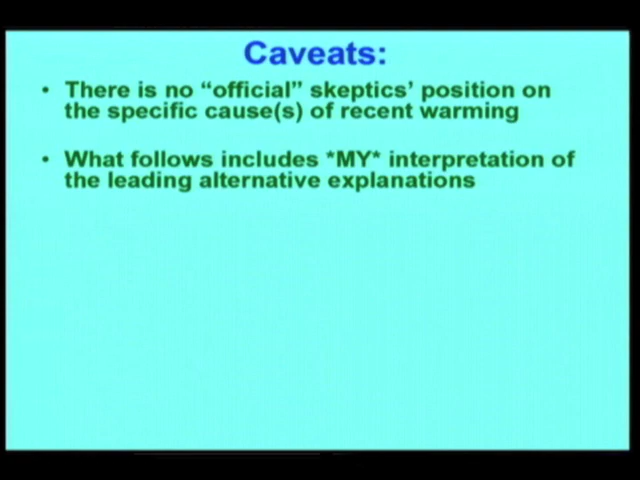 Caveats:
• There is no “official” skeptics’ position on
the specific cause(s) of recent warming
• What follows includes *MY* interpretation of
the leading alternative explanations